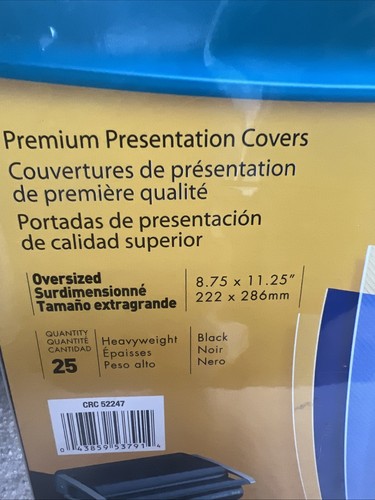 Premium Presentation Covers
Couvertures de présentation
de première qualité
Portadas de presentación
de calidad superior
Oversized
Surdimensionné
Tamaño extragrande
8.75 x 11.25"
222 x 286mm
QUANTITY
QUANTITÉ
CANTIDAD
25
Heavyweight
Épaisses
Peso alto
Black
Noir
Nero
CRC 52247
0 43859 53791 4